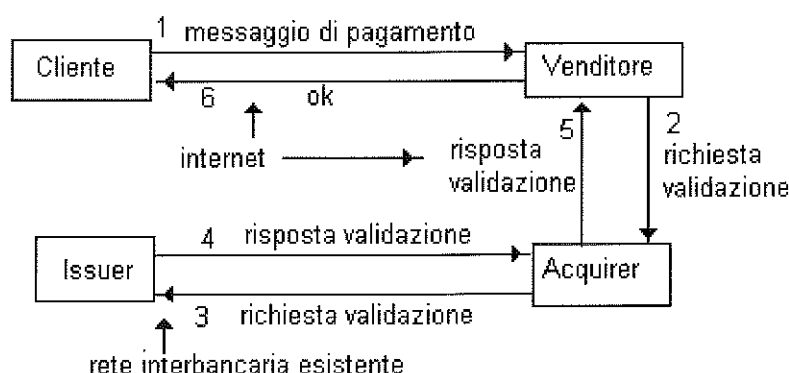 1 messaggio di pagamento
Cliente
Venditore
6 ok
5
2
internet
risposta
validazione
richiesta
validazione
4 risposta validazione
Issuer
Acquirer
3 richiesta validazione
rete interbancaria esistente